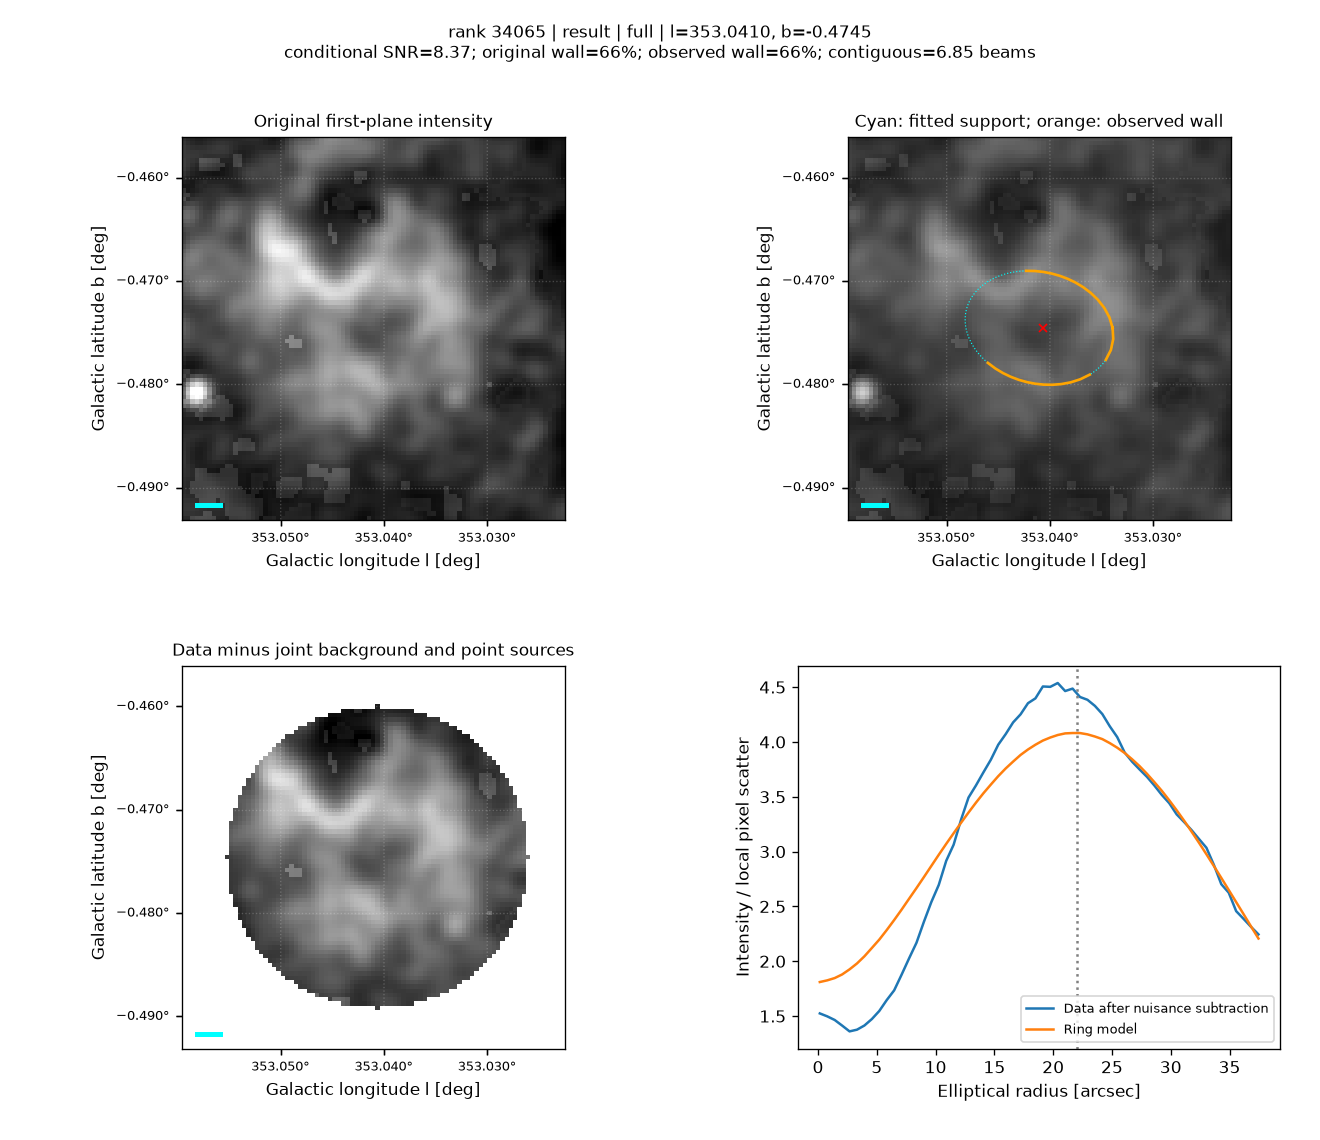 rank 34065 | result | full | l=353.0410, b=-0.4745
conditional SNR=8.37; original wall=66%; observed wall=66%; contiguous=6.85 beams
Original first-plane intensity
−0.460°
−0.470°
−0.480°
−0.490°
353.050°
353.040°
353.030°
Galactic longitude l [deg]
Galactic latitude b [deg]
Cyan: fitted support; orange: observed wall
−0.460°
−0.470°
−0.480°
−0.490°
353.050°
353.040°
353.030°
Galactic longitude l [deg]
Galactic latitude b [deg]
Data minus joint background and point sources
−0.460°
−0.470°
−0.480°
−0.490°
353.050°
353.040°
353.030°
Galactic longitude l [deg]
Galactic latitude b [deg]
4.5
4.0
3.5
3.0
2.5
2.0
1.5
0
5
10
15
20
25
30
35
Elliptical radius [arcsec]
Intensity / local pixel scatter
Data after nuisance subtraction
Ring model